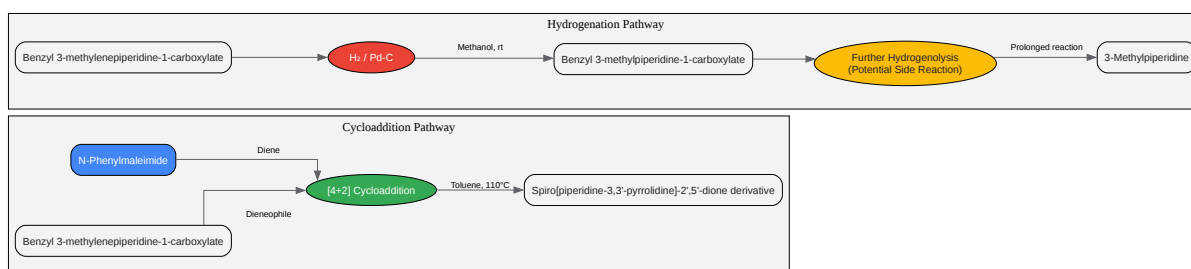 Hydrogenation Pathway
Benzyl 3-methylenepiperidine-1-carboxylate
H₂ / Pd-C
Methanol, rt
Benzyl 3-methylpiperidine-1-carboxylate
Further Hydrogenolysis
(Potential Side Reaction)
Prolonged reaction
3-Methylpiperidine
Cycloaddition Pathway
N-Phenylmaleimide
Diene
[4+2] Cycloaddition
Toluene, 110°C
Spiro[piperidine-3,3'-pyrrolidine]-2',5'-dione derivative
Dieneophile
Benzyl 3-methylenepiperidine-1-carboxylate